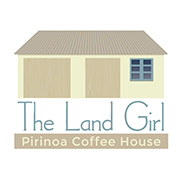 The Land Girl
Pirinoa Coffee House